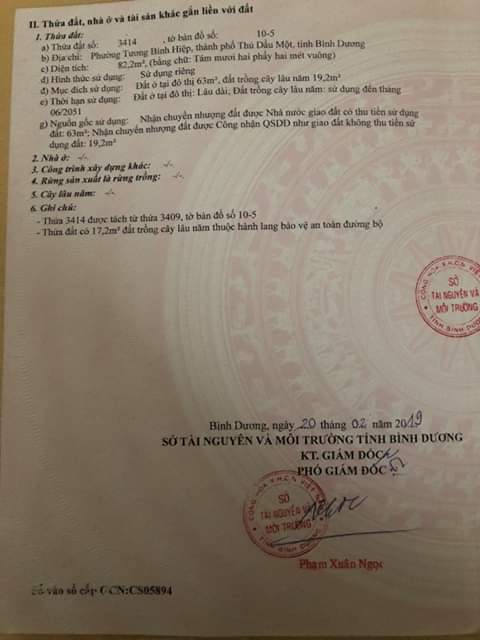 II. Thửa đất, nhà ở và tài sản khác gắn liền với đất
1. Thửa đất:
a) Thửa đất số: 3414 , tờ bản đồ số: 10-5
b) Địa chỉ: Phường Tương Bình Hiệp, thành phố Thủ Dầu Một, tỉnh Bình Dương
c) Diện tích: 82,2m², (bằng chữ: Tám mươi hai phẩy hai mét vuông)
d) Hình thức sử dụng: Sử dụng riêng
đ) Mục đích sử dụng: Đất ở tại đô thị 63m², đất trồng cây lâu năm 19,2m²
e) Thời hạn sử dụng: Đất ở tại đô thị: Lâu dài; Đất trồng cây lâu năm: sử dụng đến tháng
06/2051
g) Nguồn gốc sử dụng: Nhận chuyển nhượng đất được Nhà nước giao đất có thu tiền sử dụng
đất: 63m²; Nhận chuyển nhượng đất được Công nhận QSDĐ như giao đất không thu tiền sử
dụng đất: 19,2m²
2. Nhà ở: -/-
3. Công trình xây dựng khác: -/-
4. Rừng sản xuất là rừng trồng: -/-
5. Cây lâu năm: -/-
6. Ghi chú:
- Thửa 3414 được tách từ thửa 3409, tờ bản đồ số 10-5
- Thửa đất có 17,2m² đất trồng cây lâu năm thuộc hành lang bảo vệ an toàn đường bộ
SỞ
TÀI NGUYÊN VÀ
MÔI TRƯỜNG
TỈNH BÌNH DƯƠNG
Bình Dương, ngày 20 tháng 02 năm 2019
SỞ TÀI NGUYÊN VÀ MÔI TRƯỜNG TỈNH BÌNH DƯƠNG
KT. GIÁM ĐỐC
PHÓ GIÁM ĐỐC
SỞ
TÀI NGUYÊN VÀ
MÔI TRƯỜNG
TỈNH BÌNH DƯƠNG
Phạm Xuân Ngọc
Số vào sổ cấp GCN:CS05894